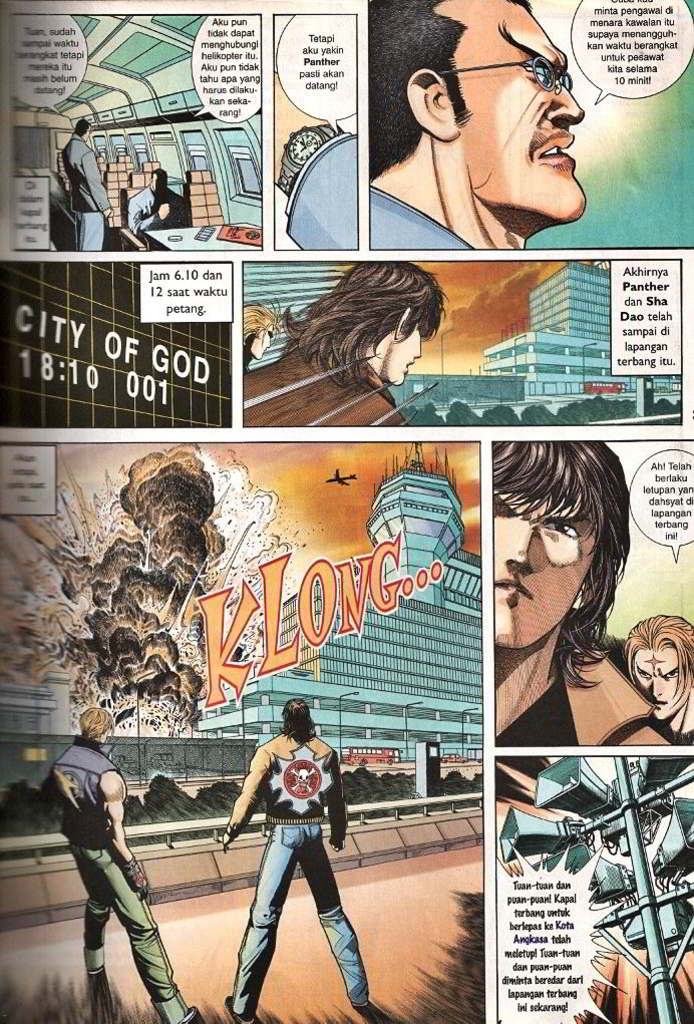 Tuan, sudah
sampai waktu
berangkat tetapi
mereka itu
masih belum
datang!
Aku pun
tidak dapat
menghubungi
helikopter itu.
Aku pun tidak
tahu apa yang
harus dilaku-
kan seka-
rang!
Di
dalam
kapal
terbang
itu.
Tetapi
aku yakin
Panther
pasti akan
datang!
minta pengawai di
menara kawalan itu
supaya menangguh-
kan waktu berangkat
untuk pesawat
kita selama
10 minit!
CITY OF GOD
18:10 001
Jam 6.10 dan
12 saat waktu
petang.
Akhirnya
Panther
dan Sha
Dao telah
sampai di
lapangan
terbang itu.
KLONG...
Ah! Telah
berlaku
letupan yan
dahsyat di
lapangan
terbang
ini!
Tuan-tuan dan
puan-puan! Kapal
terbang untuk
berlepas ke Kota
Angkasa telah
meletup! Tuan-tuan
dan puan-puan
diminta beredar dari
lapangan terbang
ini sekarang!